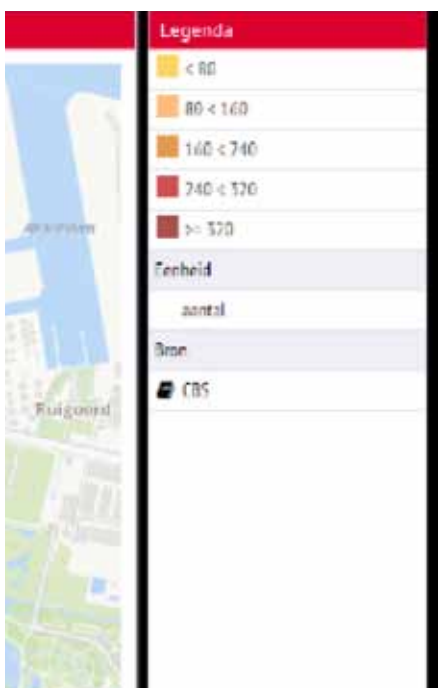 Legenda
< 80
80 < 160
160 < 240
240 < 320
>= 320
Eenheid
aantal
Bron
CBS
Ruigoord